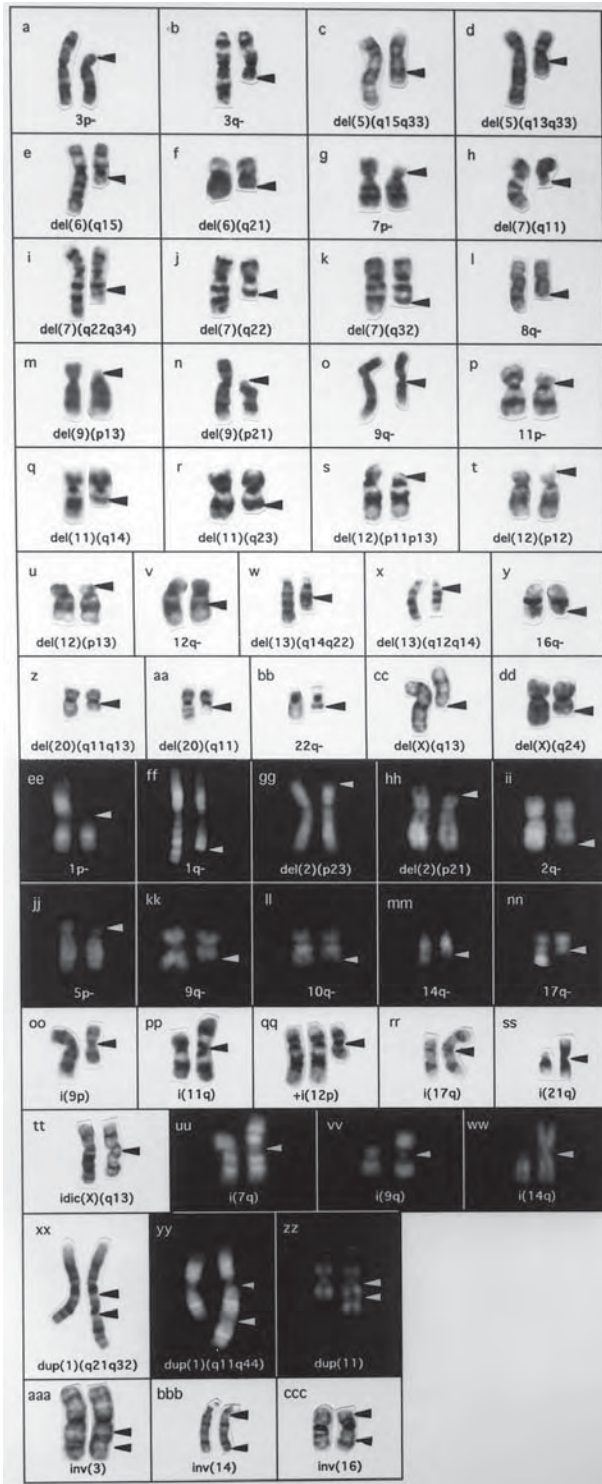 a b c d
3p- 3q- del(5)(q15q33) del(5)(q13q33)
e f g h
del(6)(q15) del(6)(q21) 7p- del(7)(q11)
i j k l
del(7)(q22q34) del(7)(q22) del(7)(q32) 8q-
m n o p
del(9)(p13) del(9)(p21) 9q- 11p-
q r s t
del(11)(q14) del(11)(q23) del(12)(p11p13) del(12)(p12)
u v w x y
del(12)(p13) 12q- del(13)(q14q22) del(13)(q12q14) 16q-
z aa bb cc dd
del(20)(q11q13) del(20)(q11) 22q- del(X)(q13) del(X)(q24)
ee ff gg hh ii
1p- 1q- del(2)(p23) del(2)(p21) 2q-
jj kk ll mm nn
5p- 9q- 10q- 14q- 17q-
oo pp qq rr ss
i(9p) i(11q) +i(12p) i(17q) i(21q)
tt uu vv ww
idic(X)(q13) i(7q) i(9q) i(14q)
xx yy zz
dup(1)(q21q32) dup(1)(q11q44) dup(11)
aaa bbb ccc
inv(3) inv(14) inv(16)